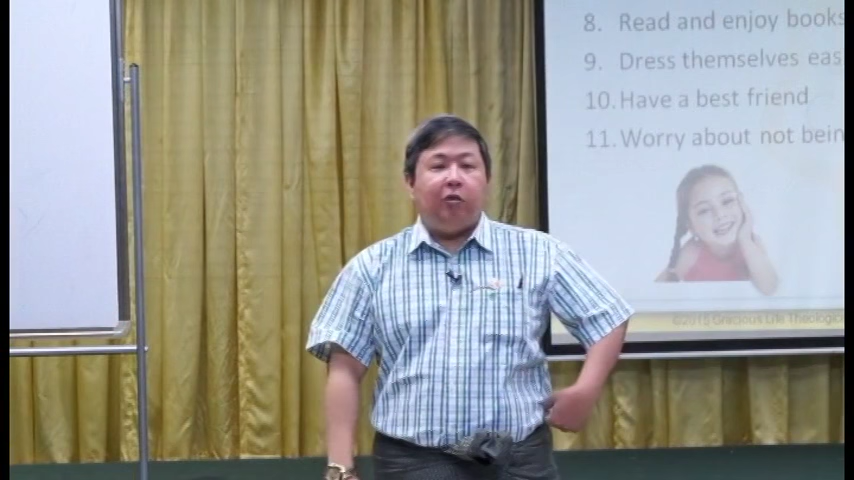 8. Read and enjoy books
9. Dress themselves eas
10. Have a best friend
11. Worry about not bein
©2015 Gracious Life Theologic